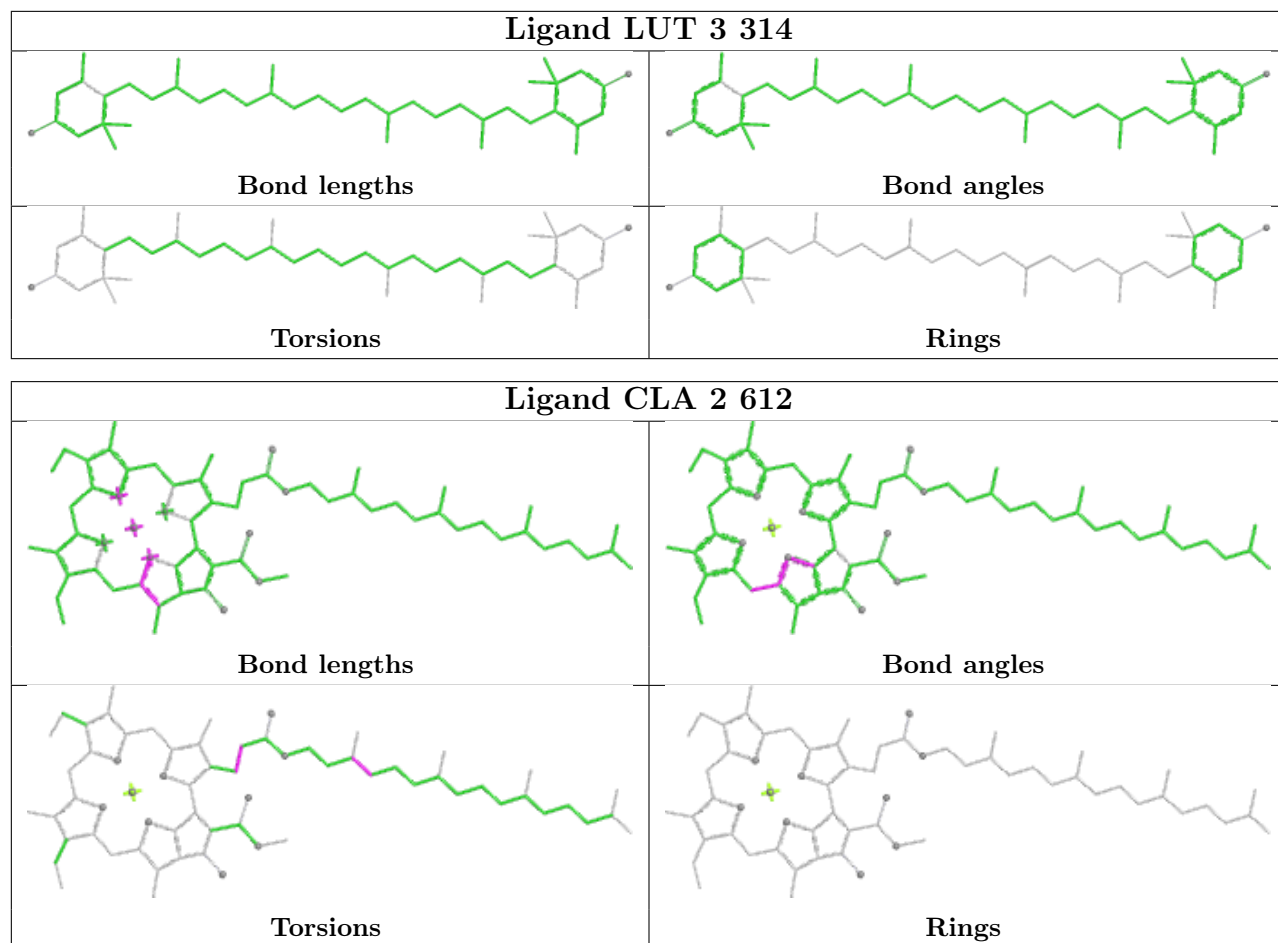 Ligand LUT 3 314
Bond lengths
Bond angles
Torsions
Rings
Ligand CLA 2 612
Bond lengths
Bond angles
Torsions
Rings